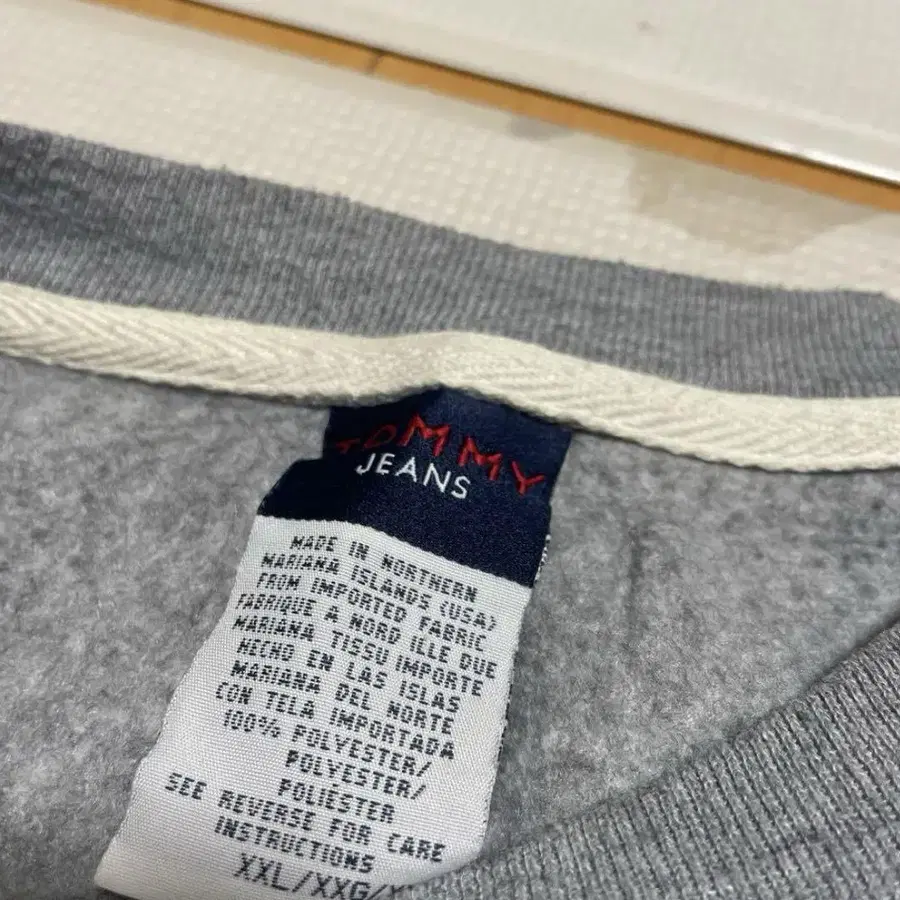 TOMMY
JEANS
MADE IN NORTHERN
MARIANA ISLANDS (USA)
FROM IMPORTED FABRIC
FABRIQUE A NORD ILLE DUE
MARIANA TISSU IMPORTE
HECHO EN LAS ISLAS
MARIANA DEL NORTE
CON TELA IMPORTADA
100% POLYESTER/
POLYESTER/
POLIÉSTER
SEE REVERSE FOR CARE
INSTRUCTIONS
XXL/XXG/